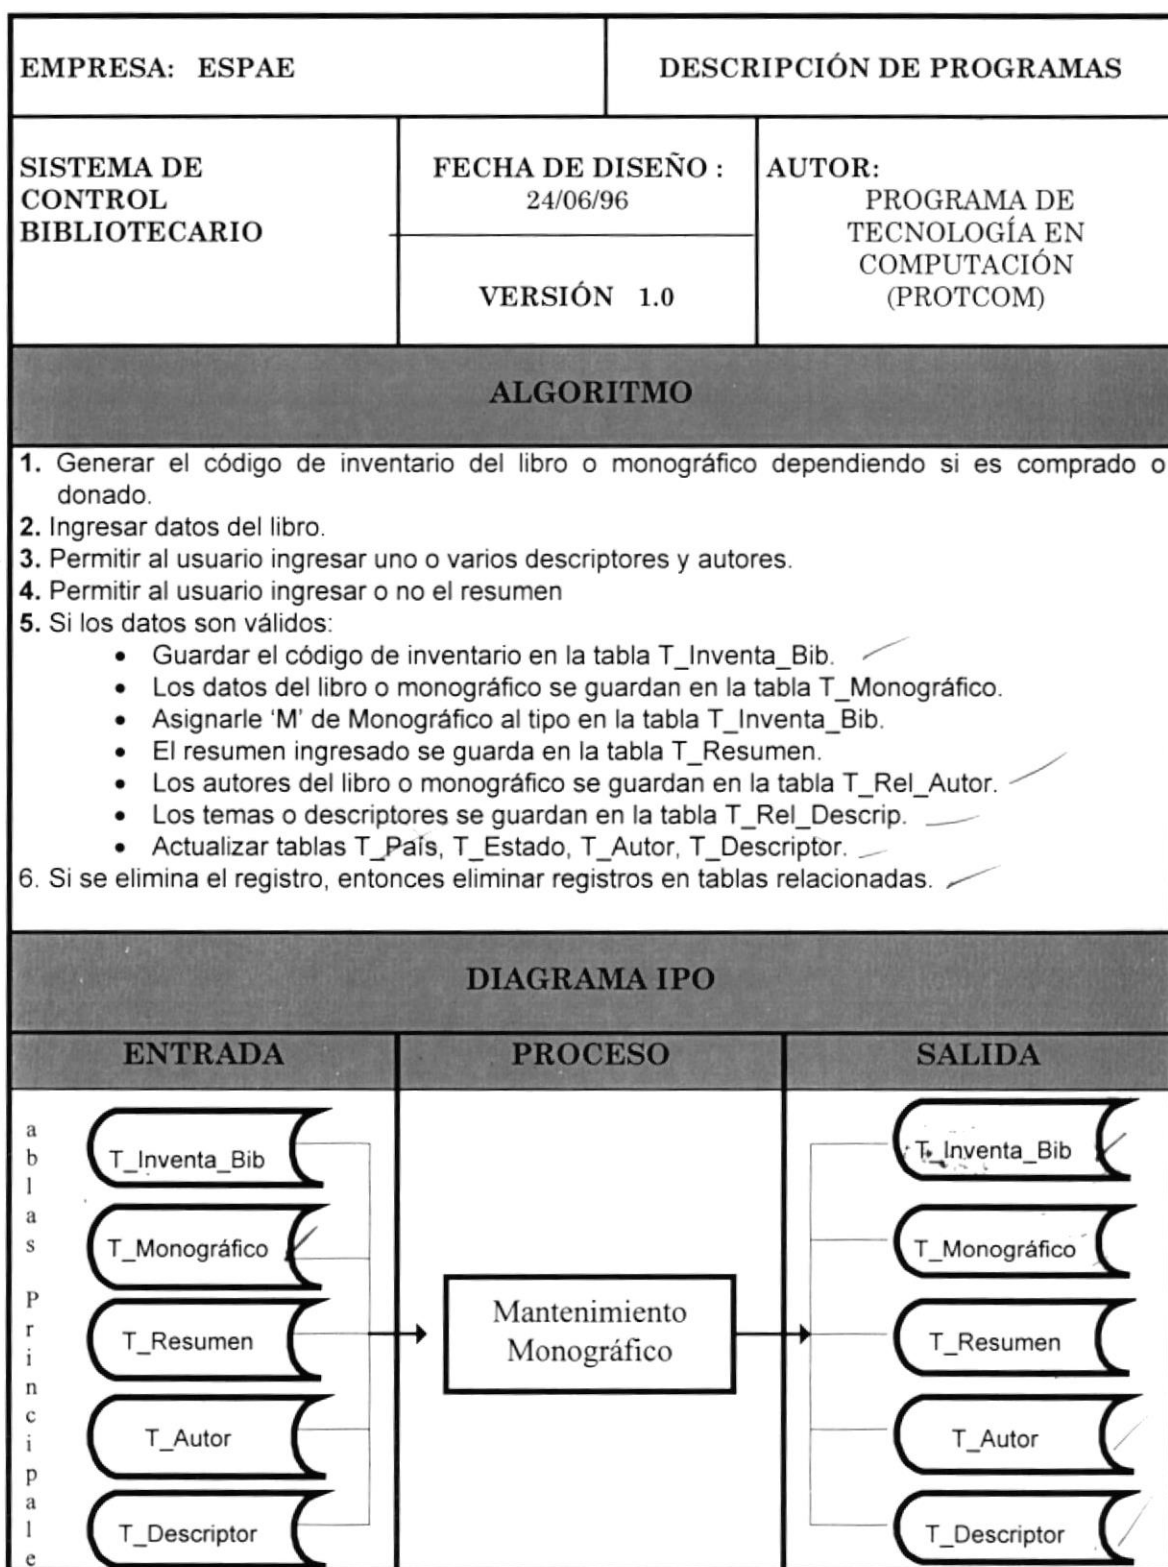 EMPRESA: ESPAE
DESCRIPCIÓN DE PROGRAMAS
SISTEMA DE
CONTROL
BIBLIOTECARIO
FECHA DE DISEÑO :
24/06/96
VERSIÓN 1.0
AUTOR:
PROGRAMA DE
TECNOLOGÍA EN
COMPUTACIÓN
(PROTCOM)
ALGORITMO
1. Generar el código de inventario del libro o monográfico dependiendo si es comprado o
donado.
2. Ingresar datos del libro.
3. Permitir al usuario ingresar uno o varios descriptores y autores.
4. Permitir al usuario ingresar o no el resumen
5. Si los datos son válidos:
• Guardar el código de inventario en la tabla T_Inventa_Bib.
• Los datos del libro o monográfico se guardan en la tabla T_Monográfico.
• Asignarle ‘M’ de Monográfico al tipo en la tabla T_Inventa_Bib.
• El resumen ingresado se guarda en la tabla T_Resumen.
• Los autores del libro o monográfico se guardan en la tabla T_Rel_Autor.
• Los temas o descriptores se guardan en la tabla T_Rel_Descrip.
• Actualizar tablas T_País, T_Estado, T_Autor, T_Descriptor.
6. Si se elimina el registro, entonces eliminar registros en tablas relacionadas.
DIAGRAMA IPO
ENTRADA
PROCESO
SALIDA
ablas Principale
T_Inventa_Bib
T_Monográfico
T_Resumen
T_Autor
T_Descriptor
Mantenimiento
Monográfico
T_Inventa_Bib
T_Monográfico
T_Resumen
T_Autor
T_Descriptor